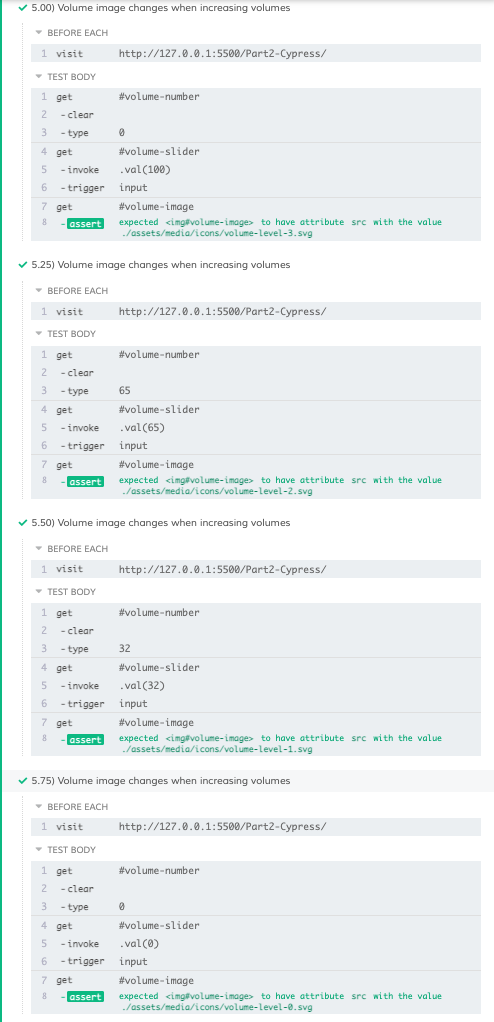 5.00) Volume image changes when increasing volumes
BEFORE EACH
1 visit http://127.0.0.1:5500/Part2-Cypress/
TEST BODY
1 get #volume-number
2 -clear
3 -type 0
4 get #volume-slider
5 -invoke .val(100)
6 -trigger input
7 get #volume-image
8 -assert expected <img#volume-image> to have attribute src with the value
./assets/media/icons/volume-level-3.svg
5.25) Volume image changes when increasing volumes
BEFORE EACH
1 visit http://127.0.0.1:5500/Part2-Cypress/
TEST BODY
1 get #volume-number
2 -clear
3 -type 65
4 get #volume-slider
5 -invoke .val(65)
6 -trigger input
7 get #volume-image
8 -assert expected <img#volume-image> to have attribute src with the value
./assets/media/icons/volume-level-2.svg
5.50) Volume image changes when increasing volumes
BEFORE EACH
1 visit http://127.0.0.1:5500/Part2-Cypress/
TEST BODY
1 get #volume-number
2 -clear
3 -type 32
4 get #volume-slider
5 -invoke .val(32)
6 -trigger input
7 get #volume-image
8 -assert expected <img#volume-image> to have attribute src with the value
./assets/media/icons/volume-level-1.svg
5.75) Volume image changes when increasing volumes
BEFORE EACH
1 visit http://127.0.0.1:5500/Part2-Cypress/
TEST BODY
1 get #volume-number
2 -clear
3 -type 0
4 get #volume-slider
5 -invoke .val(0)
6 -trigger input
7 get #volume-image
8 -assert expected <img#volume-image> to have attribute src with the value
./assets/media/icons/volume-level-0.svg